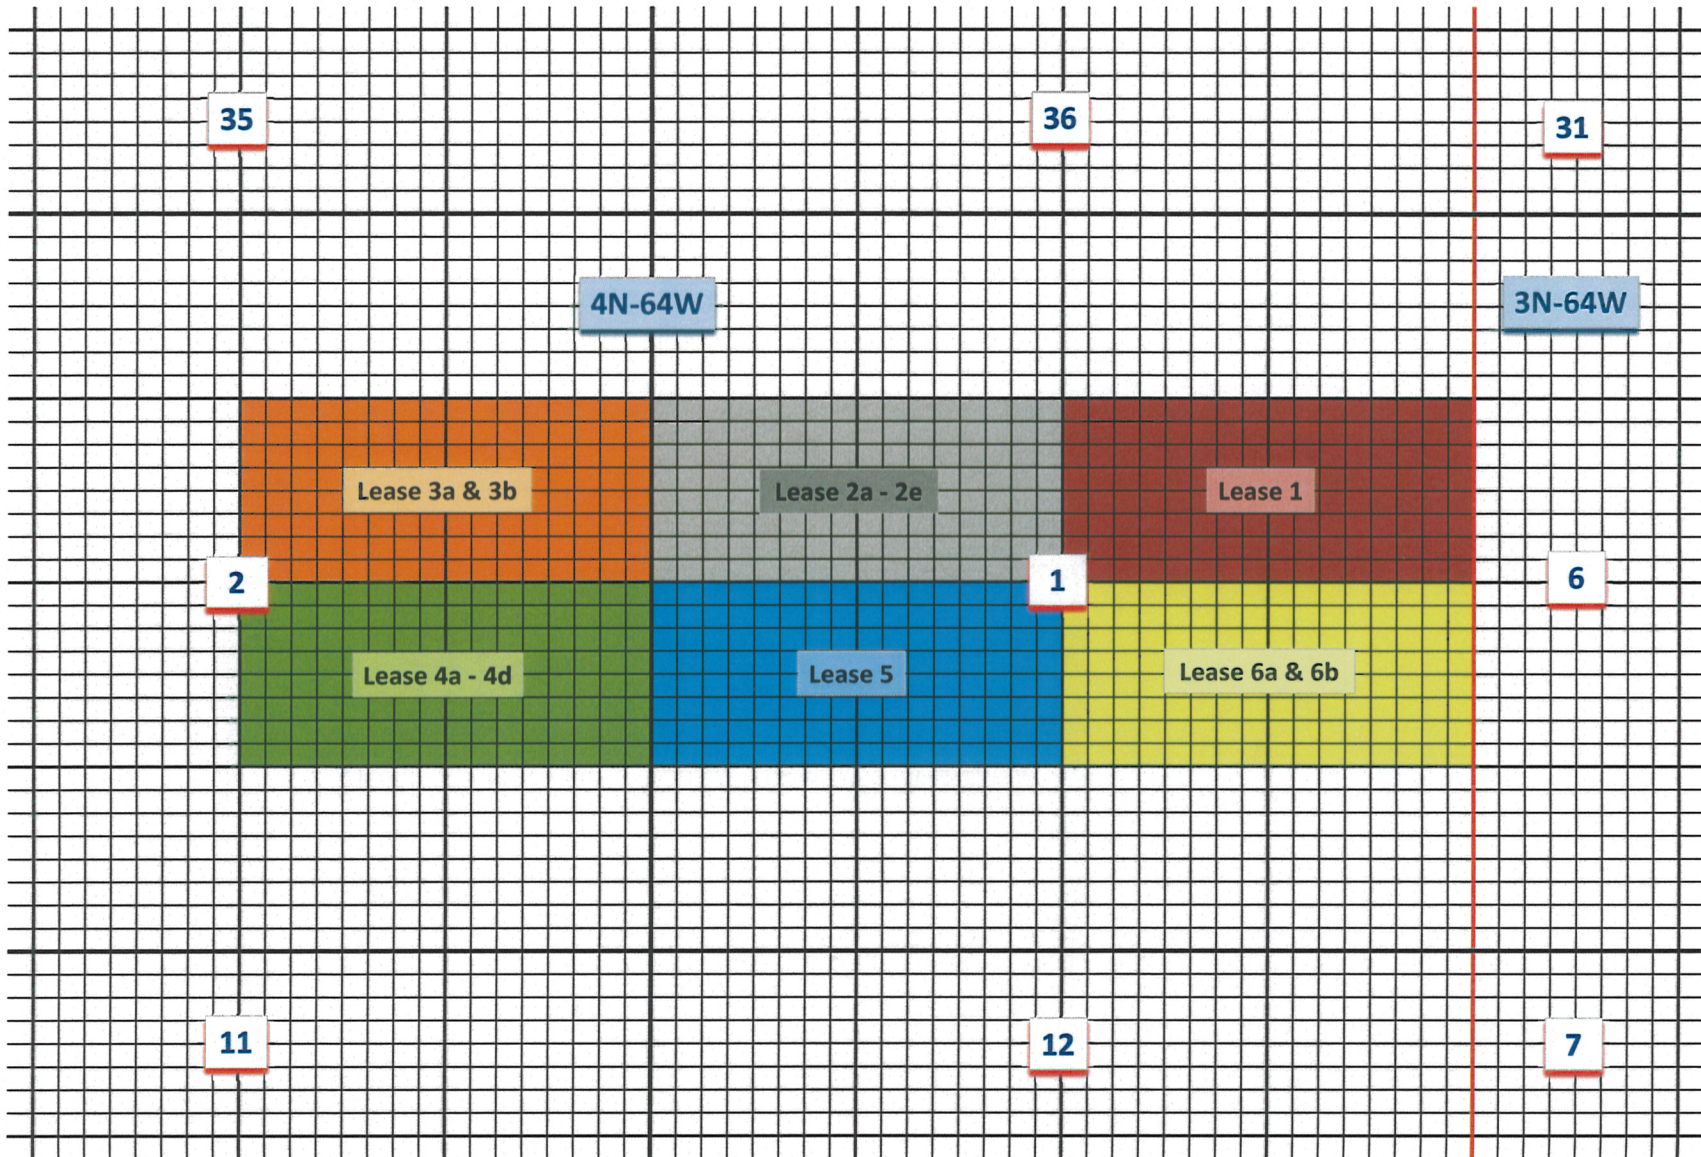 35
36
31
4N-64W
3N-64W
Lease 3a & 3b
Lease 2a - 2e
Lease 1
2
1
6
Lease 4a - 4d
Lease 5
Lease 6a & 6b
11
12
7